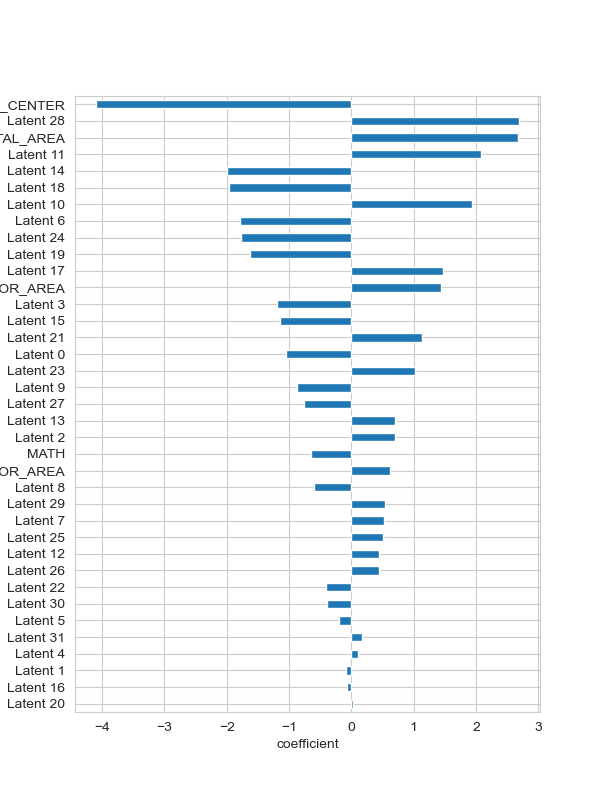 _CENTER
Latent 28
TAL_AREA
Latent 11
Latent 14
Latent 18
Latent 10
Latent 6
Latent 24
Latent 19
Latent 17
OR_AREA
Latent 3
Latent 15
Latent 21
Latent 0
Latent 23
Latent 9
Latent 27
Latent 13
Latent 2
MATH
OR_AREA
Latent 8
Latent 29
Latent 7
Latent 25
Latent 12
Latent 26
Latent 22
Latent 30
Latent 5
Latent 31
Latent 4
Latent 1
Latent 16
Latent 20
−4 −3 −2 −1 0 1 2 3
coefficient